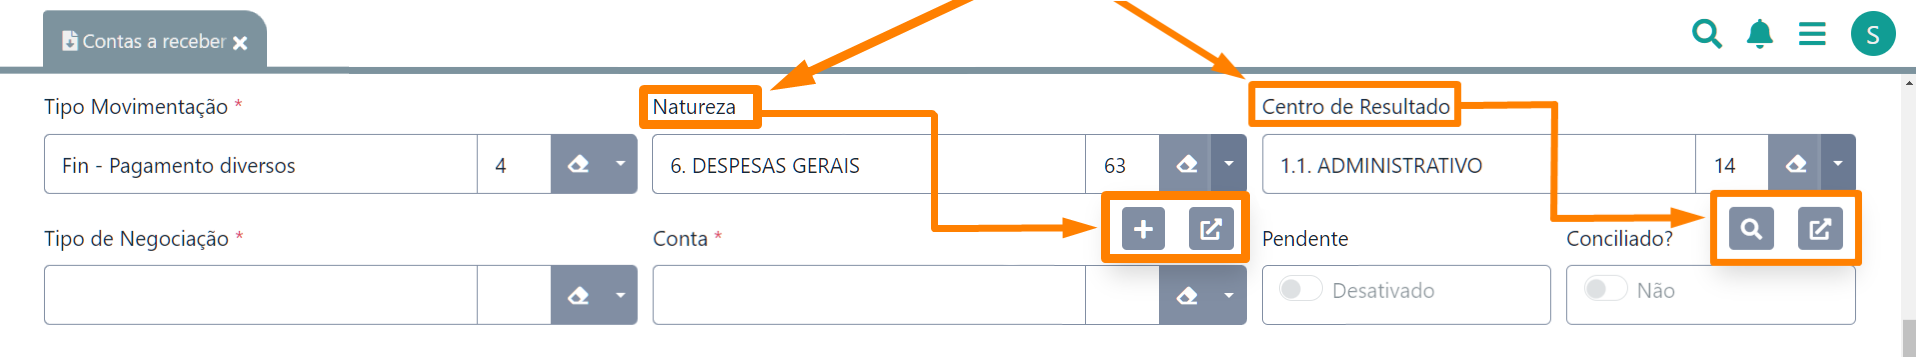 Contas a receber
S
Tipo Movimentação *
Natureza
Centro de Resultado
Fin - Pagamento diversos 4
6. DESPESAS GERAIS 63
1.1. ADMINISTRATIVO 14
Tipo de Negociação *
Conta *
Pendente
Conciliado?
Desativado
Não